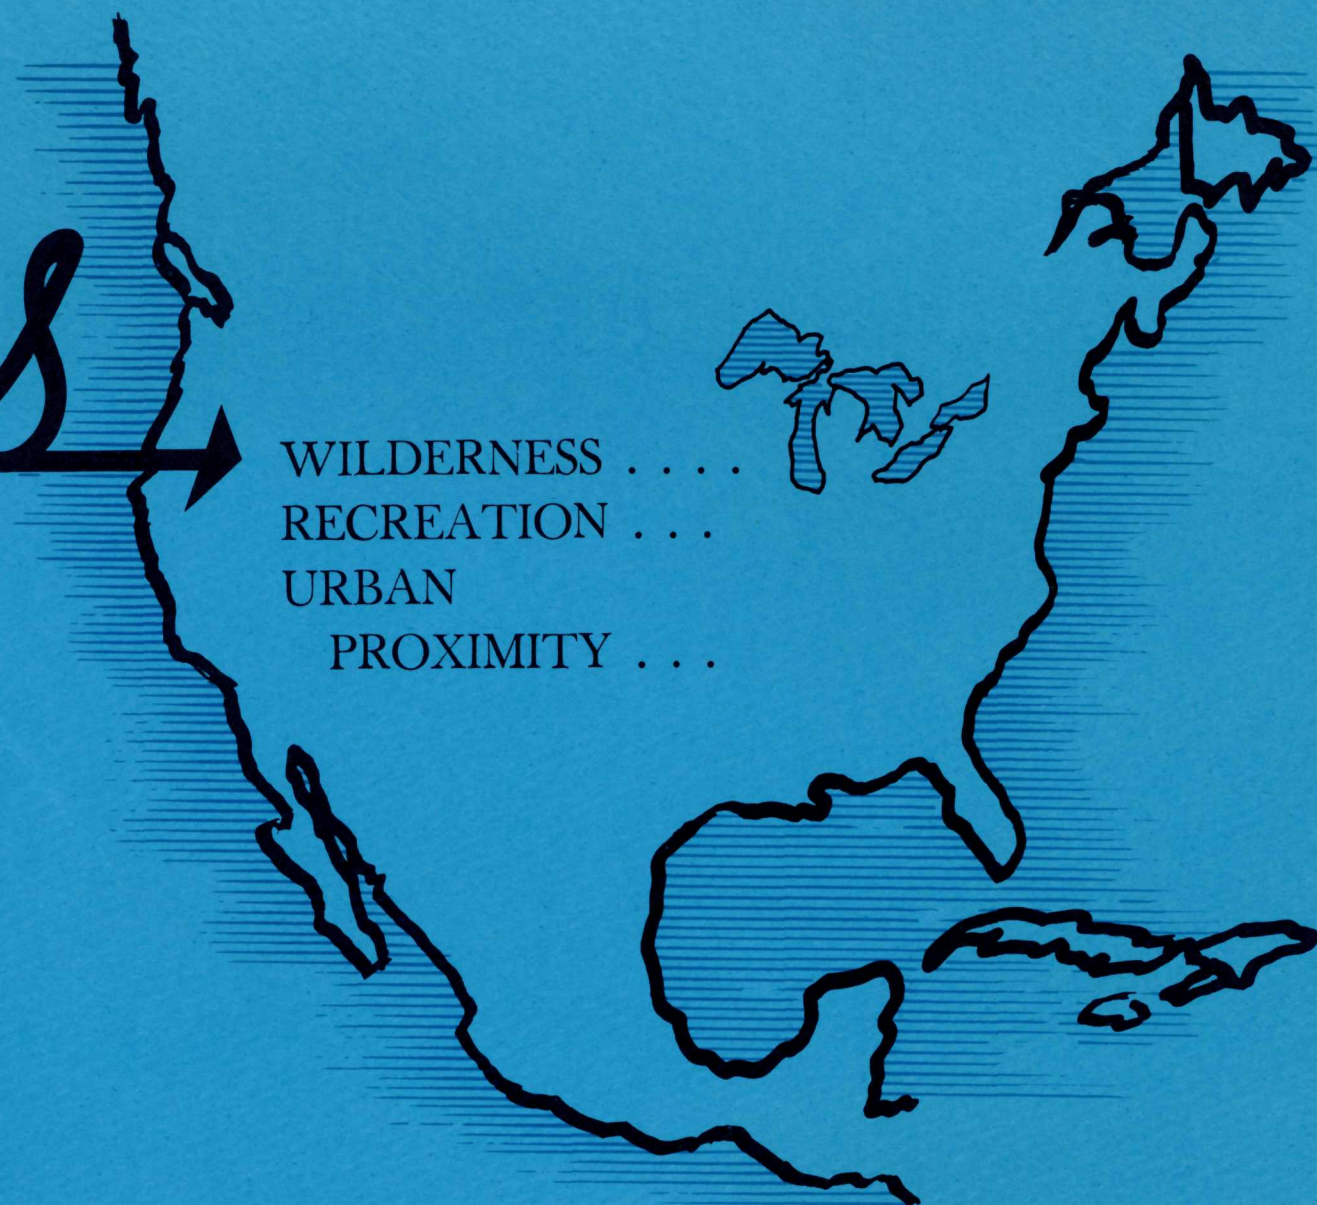 WILDERNESS . . . .
RECREATION . . .
URBAN
PROXIMITY . . .